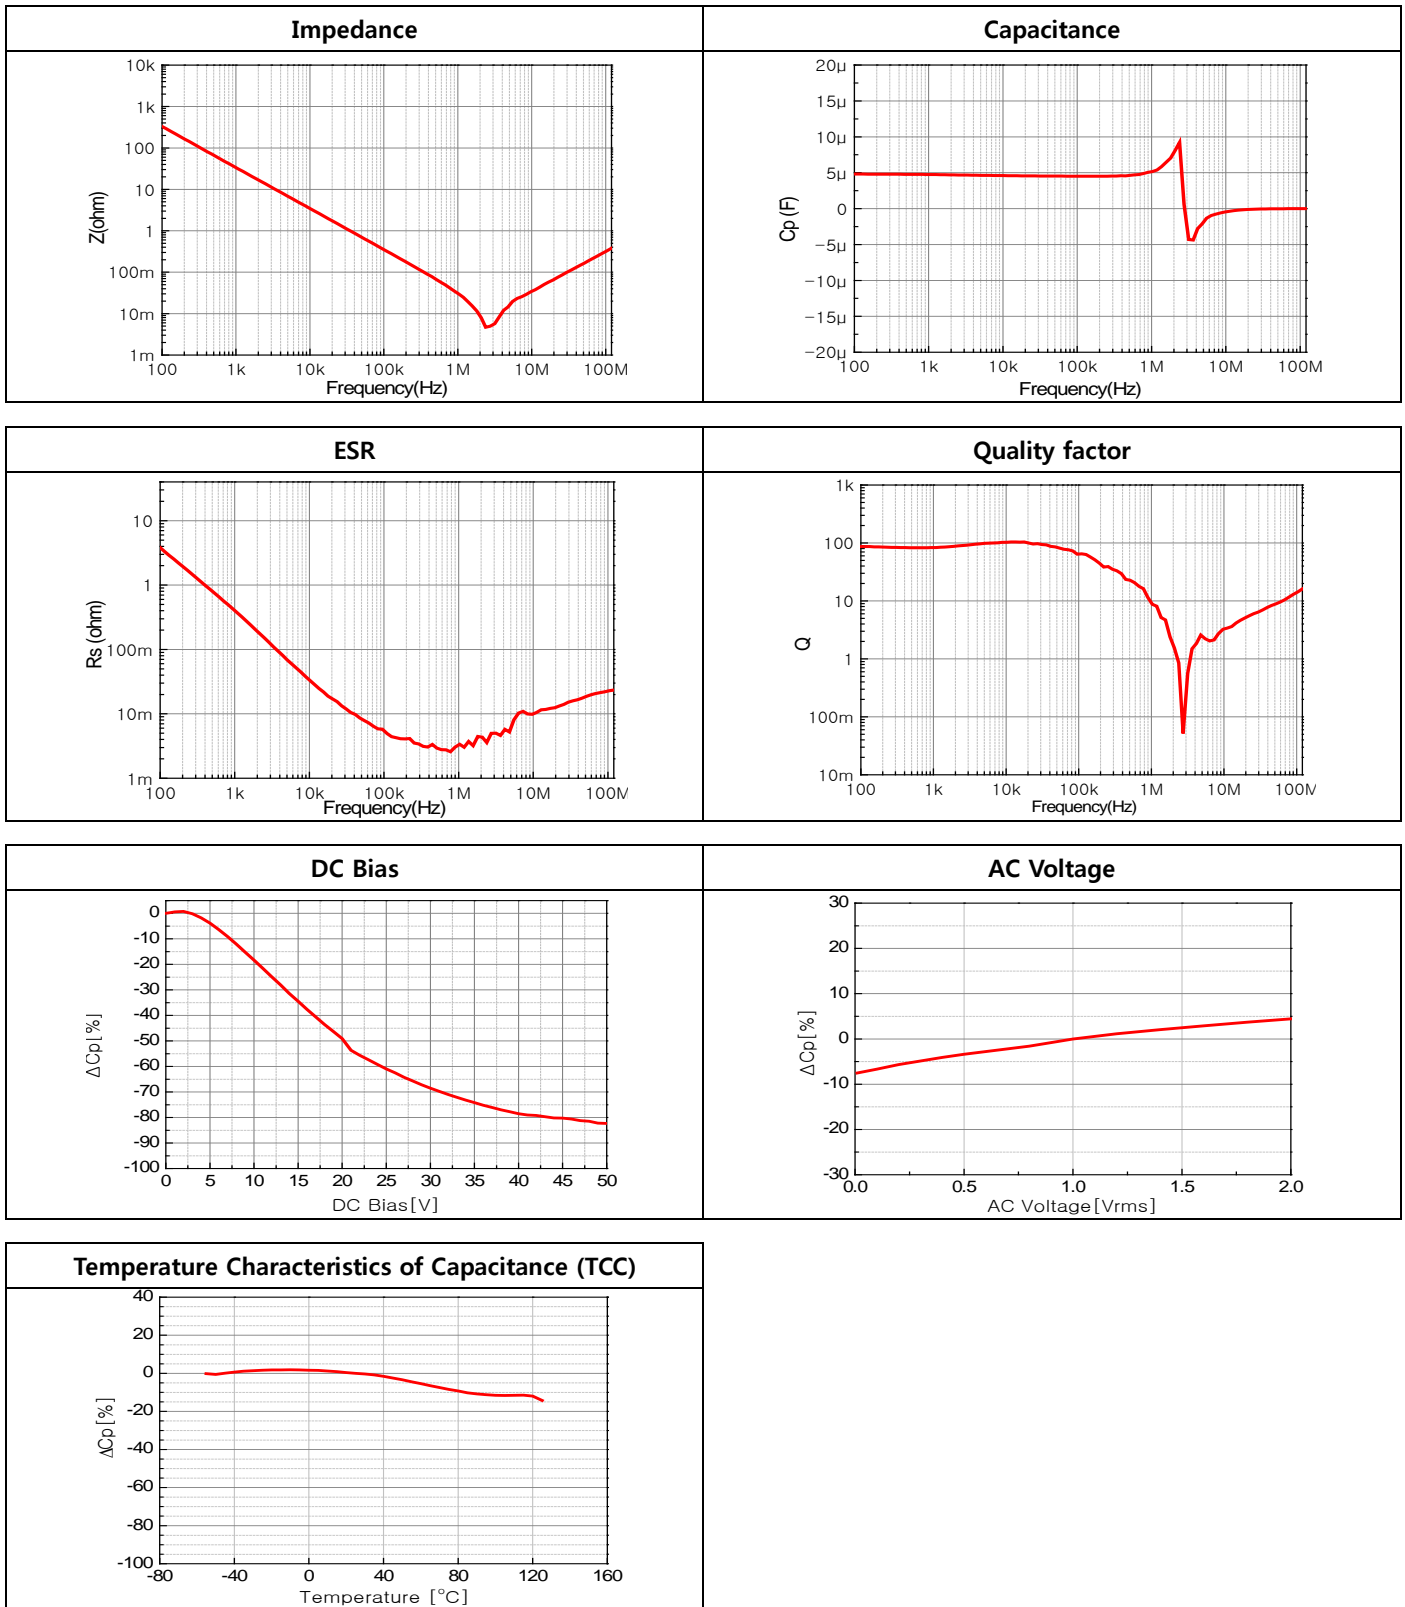 Impedance
Capacitance
10k
1k
100
10
1
100m
10m
1m
Z(ohm)
100 1k 10k 100k 1M 10M 100M
Frequency(Hz)
20μ
15μ
10μ
5μ
0
−5μ
−10μ
−15μ
−20μ
Cp (F)
100 1k 10k 100k 1M 10M 100M
Frequency(Hz)
ESR
Quality factor
10
1
100m
10m
1m
Rs (ohm)
100 1k 10k 100k 1M 10M 100M
Frequency(Hz)
1k
100
10
1
100m
10m
Q
100 1k 10k 100k 1M 10M 100M
Frequency(Hz)
DC Bias
AC Voltage
0
-10
-20
-30
-40
-50
-60
-70
-80
-90
-100
ΔCp[%]
0 5 10 15 20 25 30 35 40 45 50
DC Bias[V]
30
20
10
0
-10
-20
-30
ΔCp[%]
0.0 0.5 1.0 1.5 2.0
AC Voltage[Vrms]
Temperature Characteristics of Capacitance (TCC)
40
20
0
-20
-40
-60
-80
-100
ΔCp[%]
-80 -40 0 40 80 120 160
Temperature [°C]